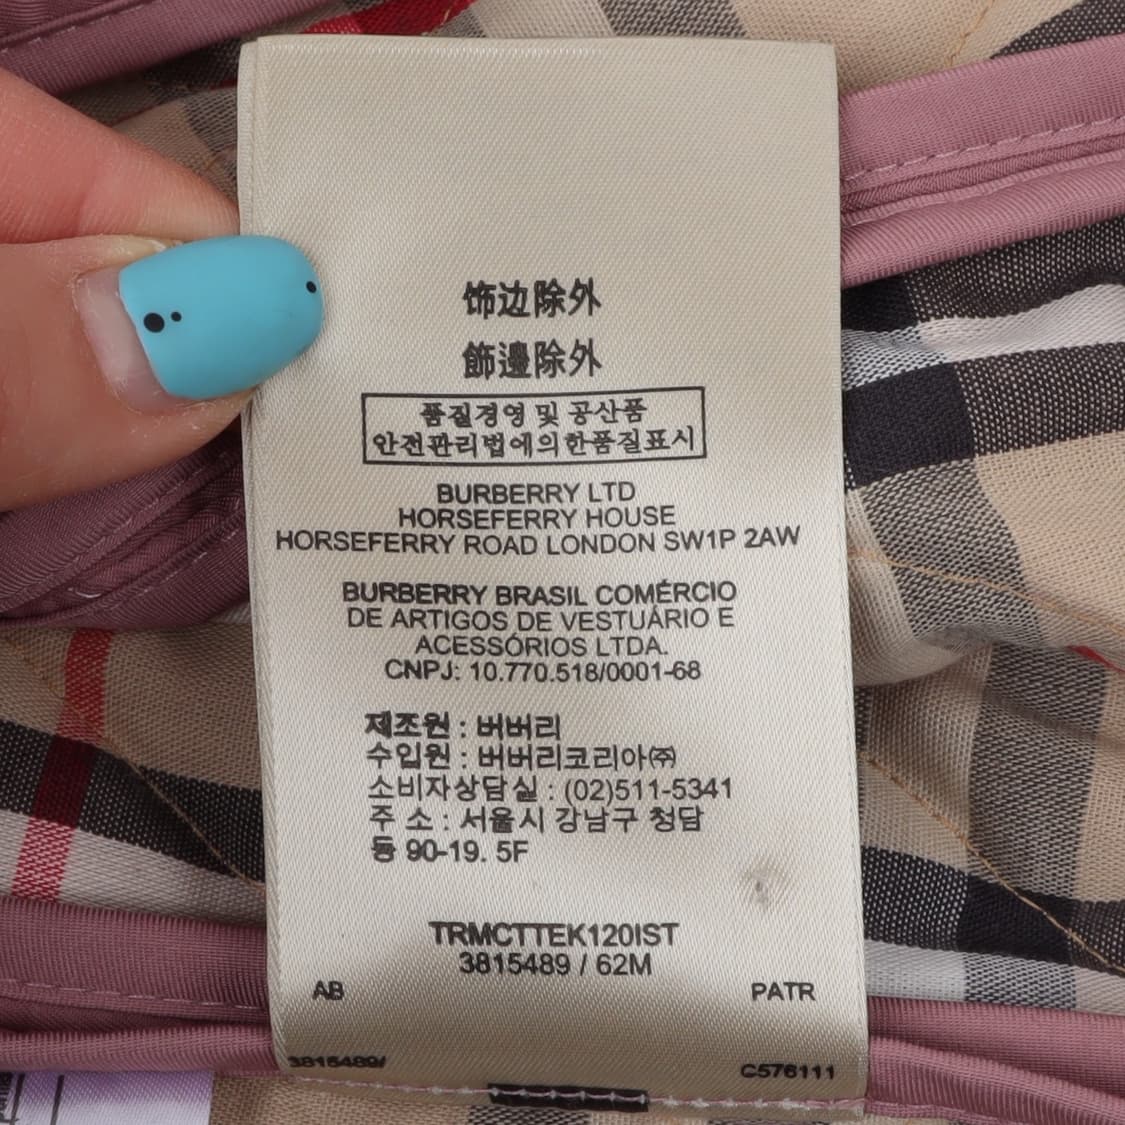 饰边除外
飾邊除外
품질경영 및 공산품
안전관리법에의한품질표시
BURBERRY LTD
HORSEFERRY HOUSE
HORSEFERRY ROAD LONDON SW1P 2AW
BURBERRY BRASIL COMÉRCIO
DE ARTIGOS DE VESTUÁRIO E
ACESSÓRIOS LTDA.
CNPJ: 10.770.518/0001-68
제조원 : 버버리
수입원 : 버버리코리아㈜
소비자상담실 : (02)511-5341
주 소 : 서울시 강남구 청담
동 90-19. 5F
TRMCTTEK120IST
3815489 / 62M
AB PATR
3815489/ C576111